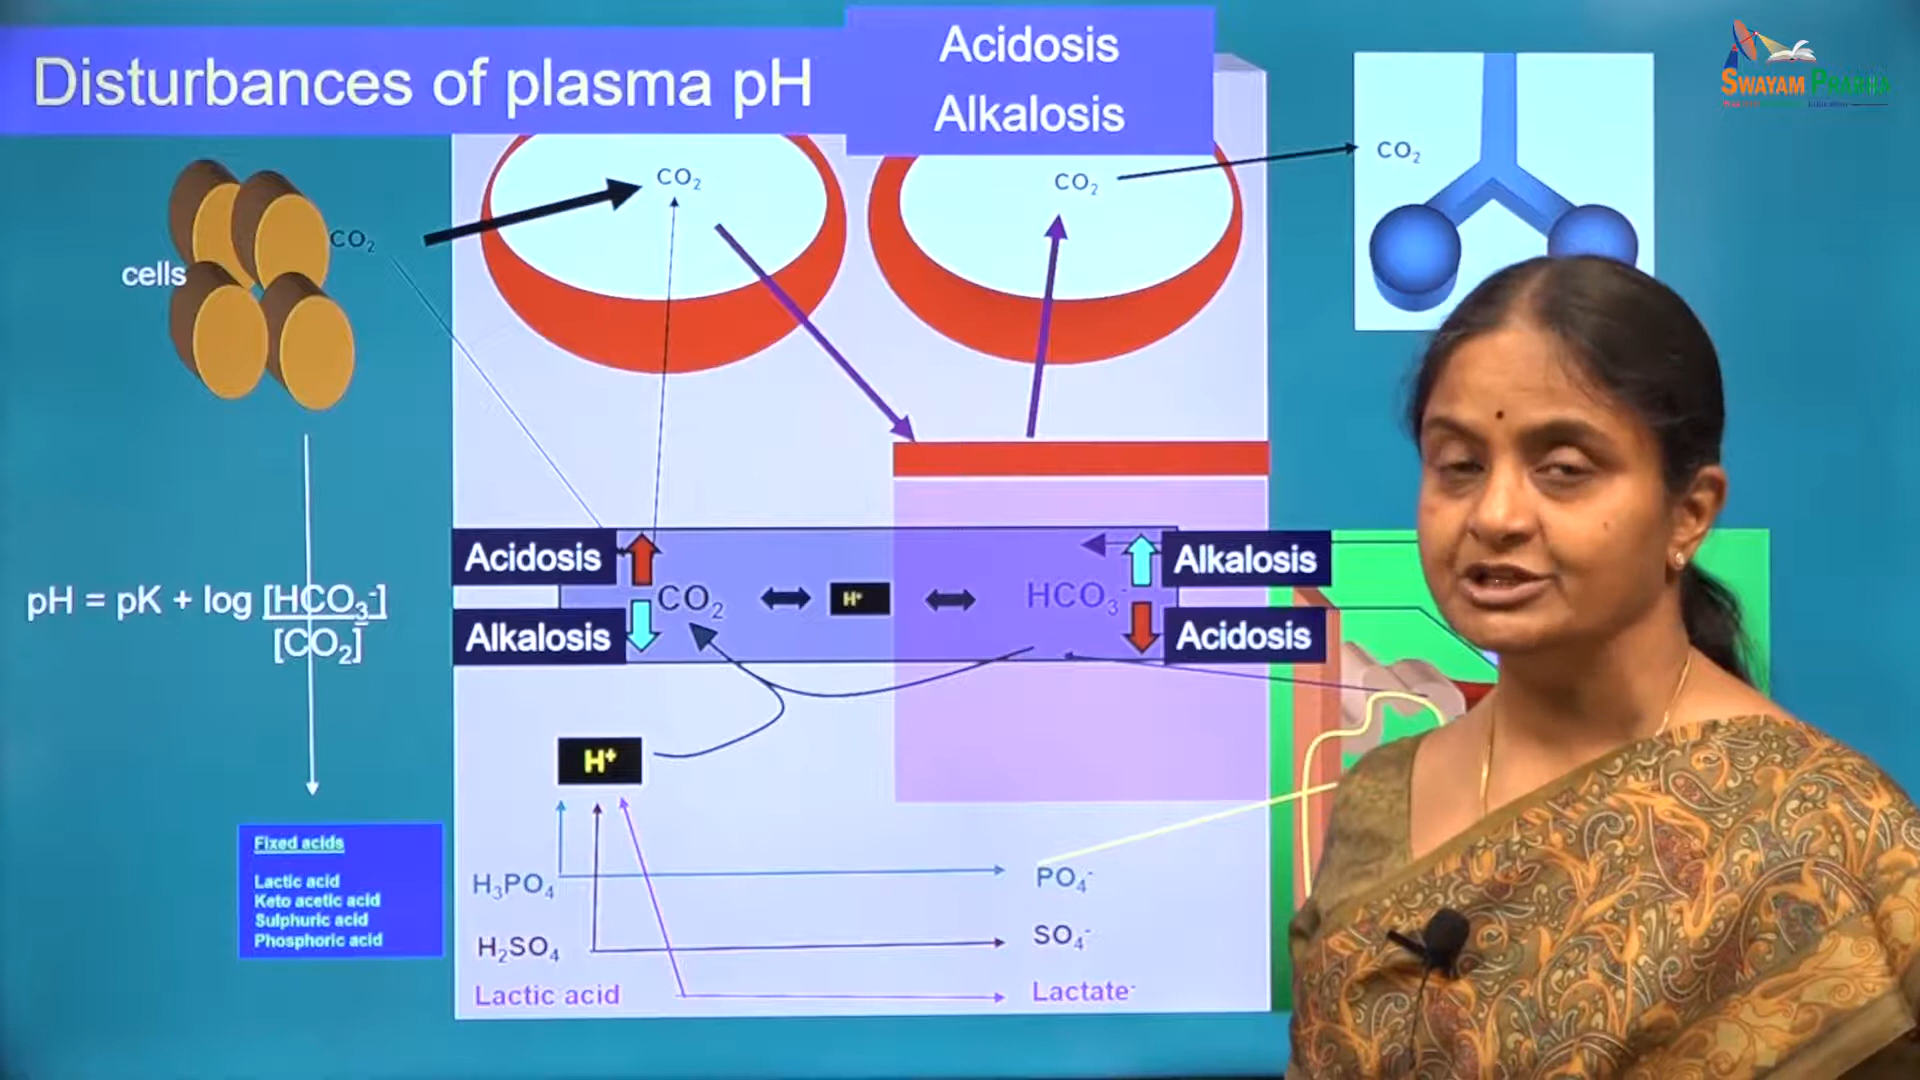 Disturbances of plasma pH
Acidosis
Alkalosis
SWAYAM PRABHA
CO₂
CO₂
CO₂
CO₂
cells
Acidosis
Alkalosis
CO₂
H⁺
HCO₃⁻
Alkalosis
Acidosis
pH = pK + log [HCO₃⁻]
[CO₂]
H⁺
Fixed acids
Lactic acid
Keto acetic acid
Sulphuric acid
Phosphoric acid
H₃PO₄
PO₄⁻
H₂SO₄
SO₄⁻
Lactic acid
Lactate⁻